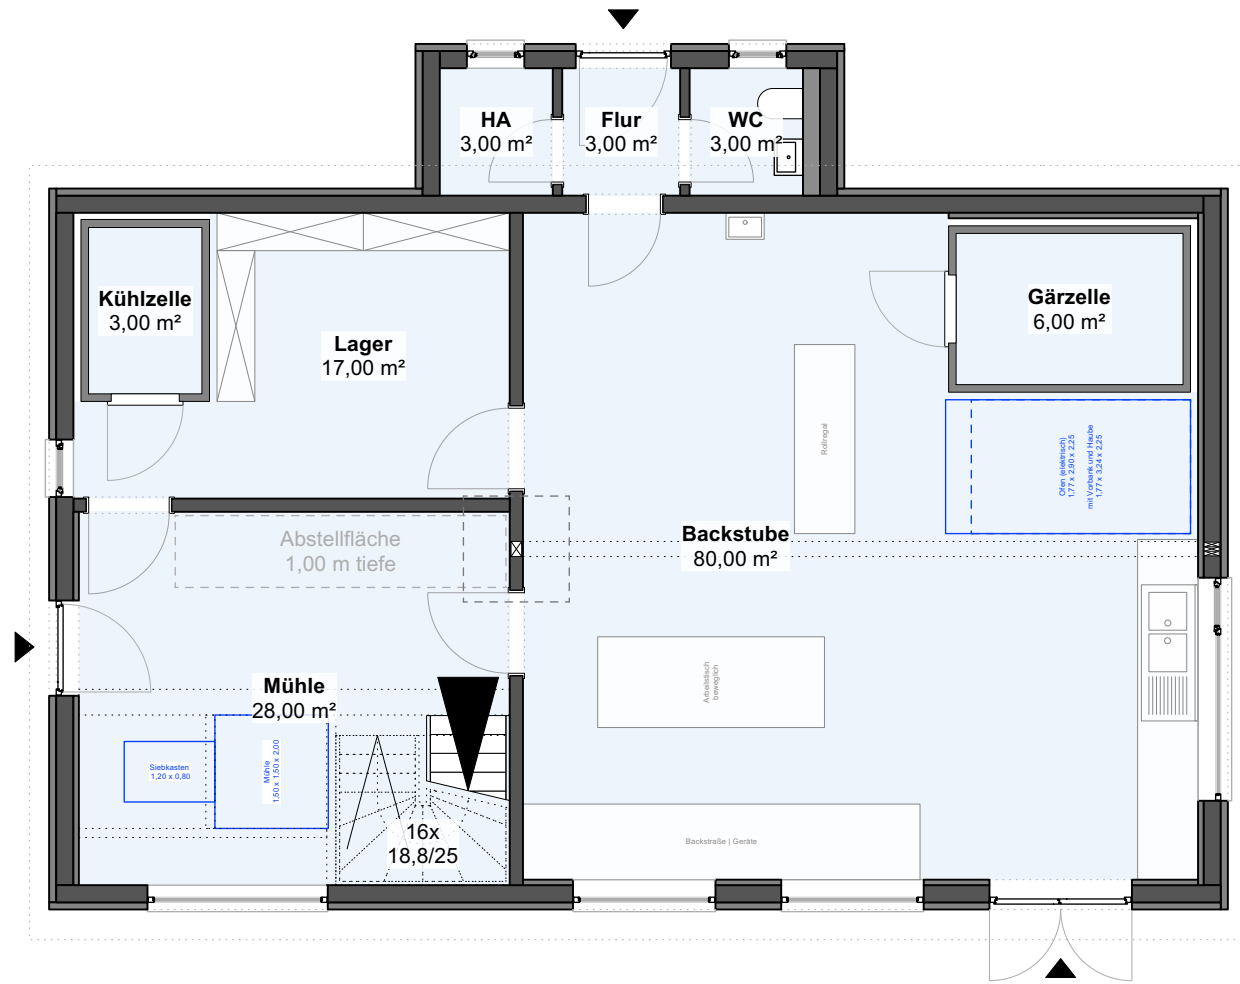 HA
3,00 m²
Flur
3,00 m²
WC
3,00 m²
Kühlzelle
3,00 m²
Lager
17,00 m²
Gärzelle
6,00 m²
Rollregal
Ofen (elektrisch)
1,77 x 2,90 x 2,25
mit Vorbank und Haube
1,77 x 3,24 x 2,25
Abstellfläche
1,00 m tiefe
Backstube
80,00 m²
Mühle
28,00 m²
Arbeitstisch
beweglich
Siebkasten
1,20 x 0,80
Mühle
1,50 x 1,50 x 2,00
16x
18,8/25
Backstraße | Geräte